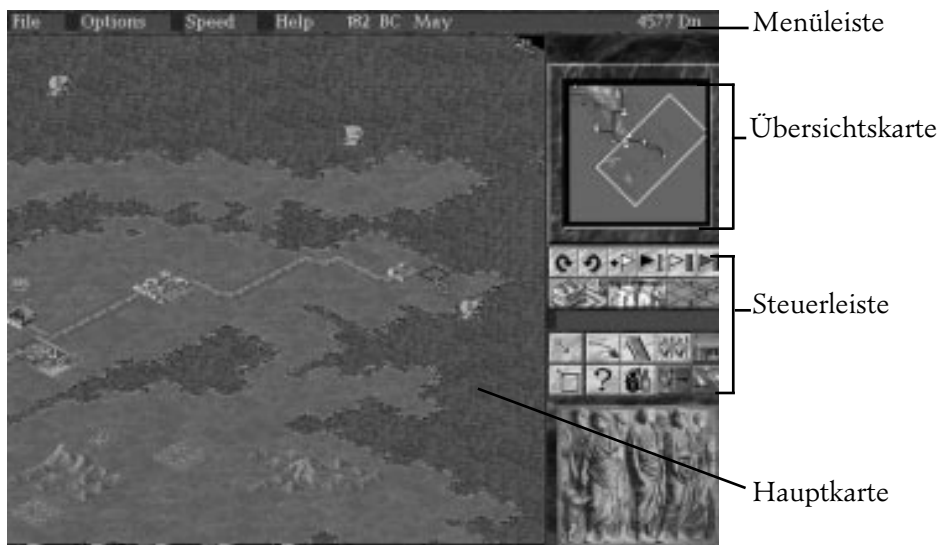 File Options Speed Help 182 BC May 4577 Dn
Menüleiste
Übersichtskarte
Steuerleiste
Hauptkarte